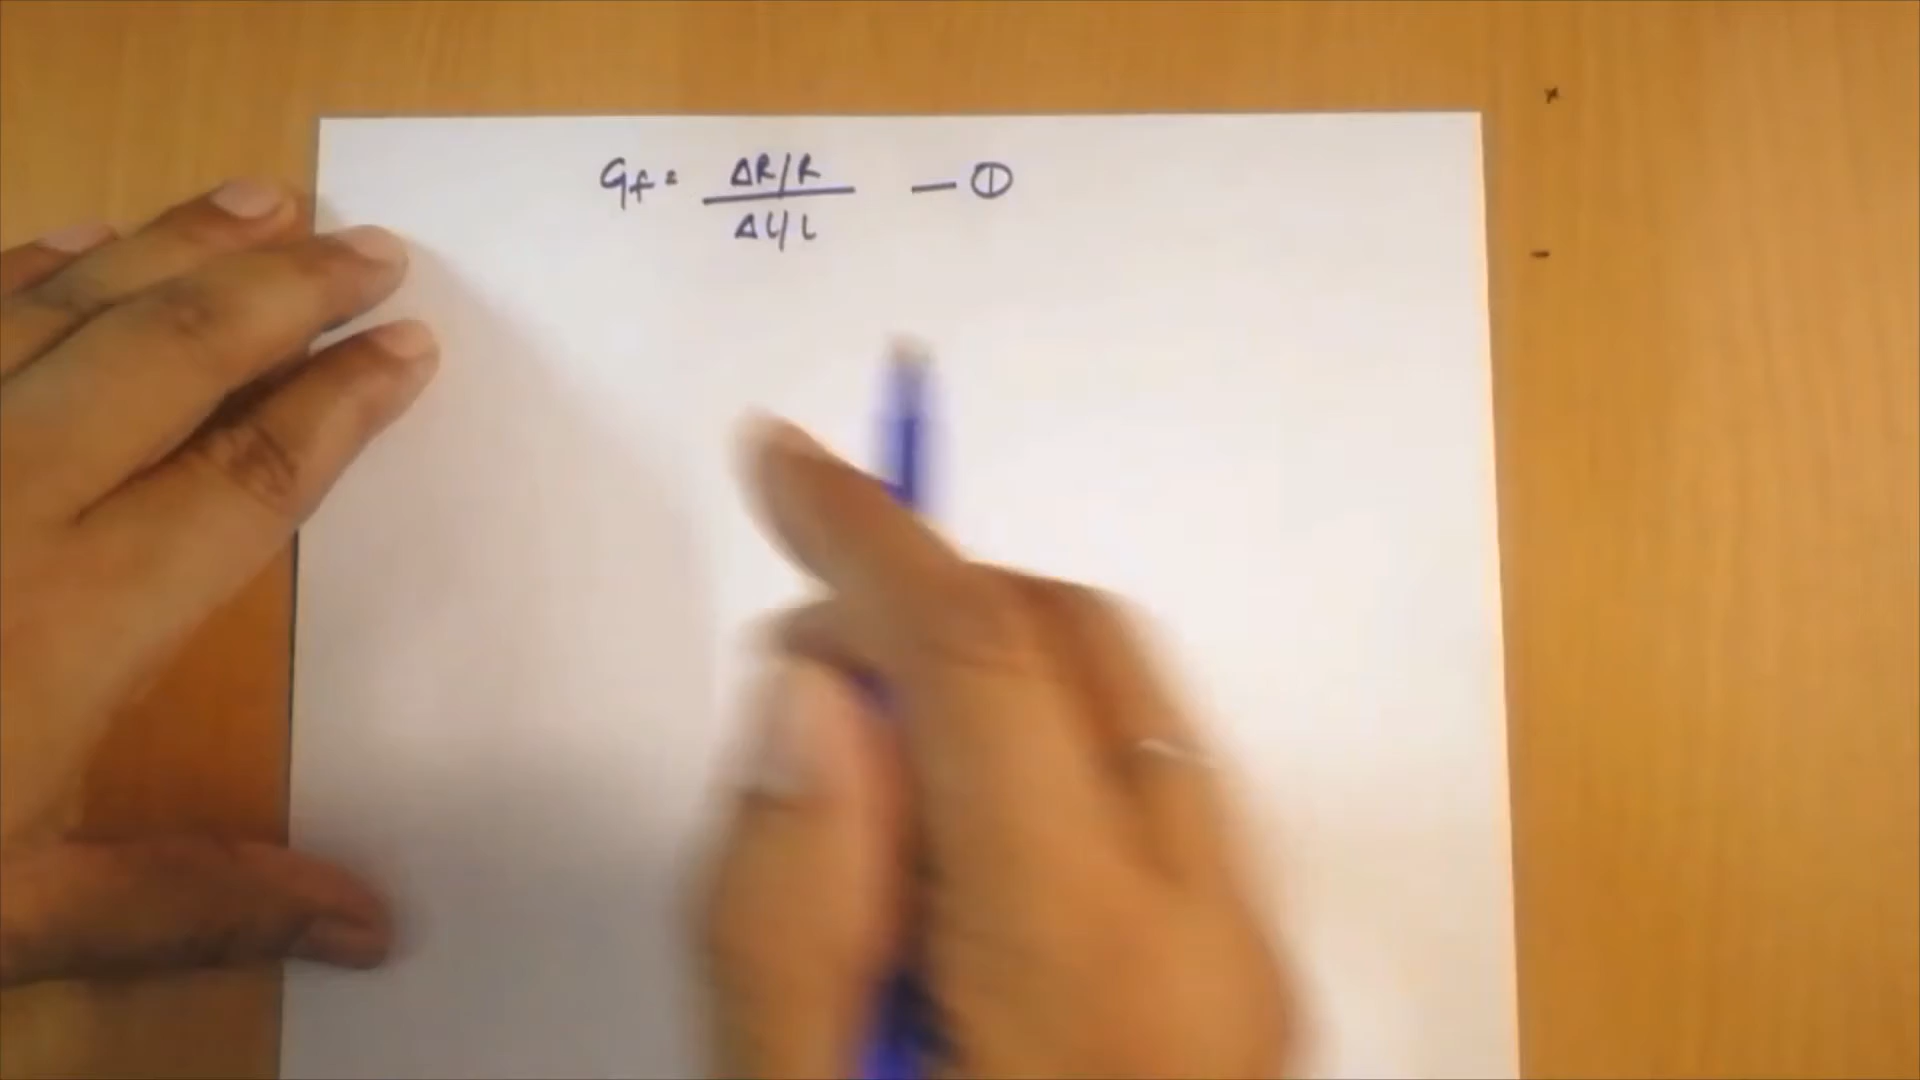 Gf = ΔR/R / ΔL/L — ①